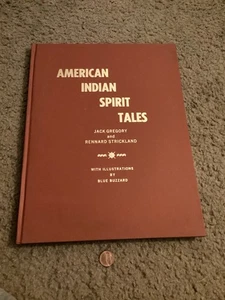 AMERICAN
INDIAN
SPIRIT
TALES
JACK GREGORY
and
RENNARD STRICKLAND
WITH ILLUSTRATIONS
BY
BLUE BUZZARD